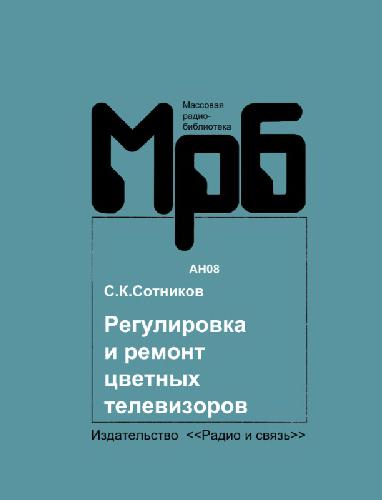 Массовая
радио-
библиотека
Мрб
АН08
С.К.Сотников
Регулировка
и ремонт
цветных
телевизоров
Издательство <<Радио и связь>>